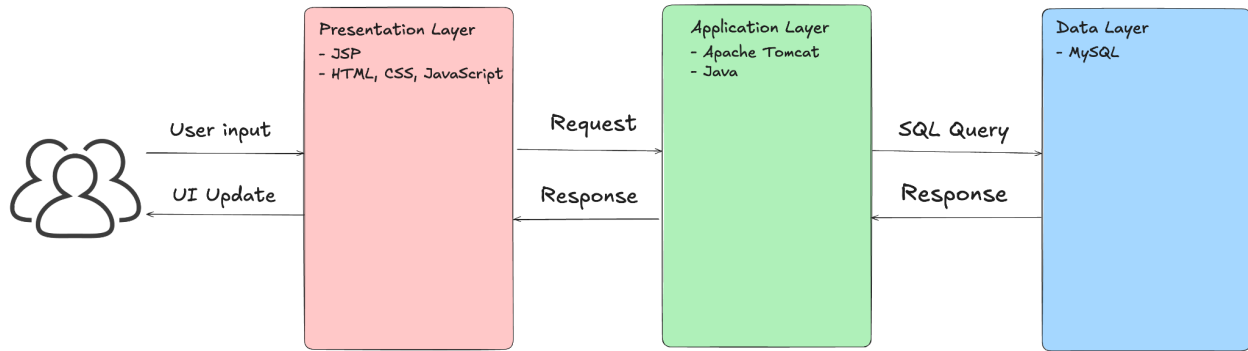 Presentation Layer
- JSP
- HTML, CSS, JavaScript
Application Layer
- Apache Tomcat
- Java
Data Layer
- MySQL
User input
UI Update
Request
Response
SQL Query
Response